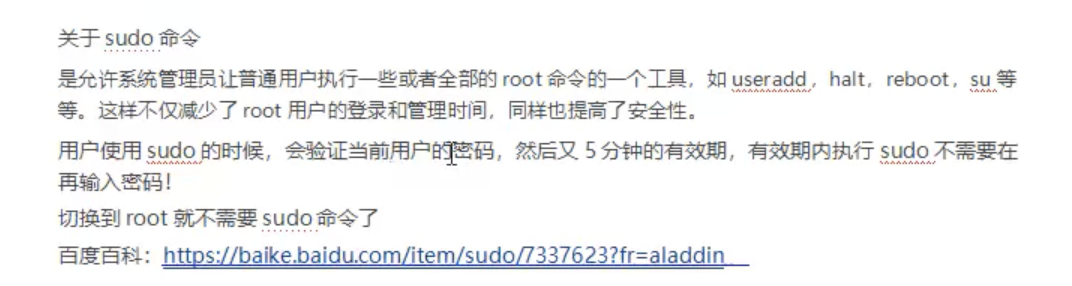 关于 sudo 命令
是允许系统管理员让普通用户执行一些或者全部的 root 命令的一个工具，如 useradd，halt，reboot，su 等
等。这样不仅减少了 root 用户的登录和管理时间，同样也提高了安全性。
用户使用 sudo 的时候，会验证当前用户的密码，然后又 5 分钟的有效期，有效期内执行 sudo 不需要在
再输入密码！
切换到 root 就不需要 sudo 命令了
百度百科：https://baike.baidu.com/item/sudo/7337623?fr=aladdin